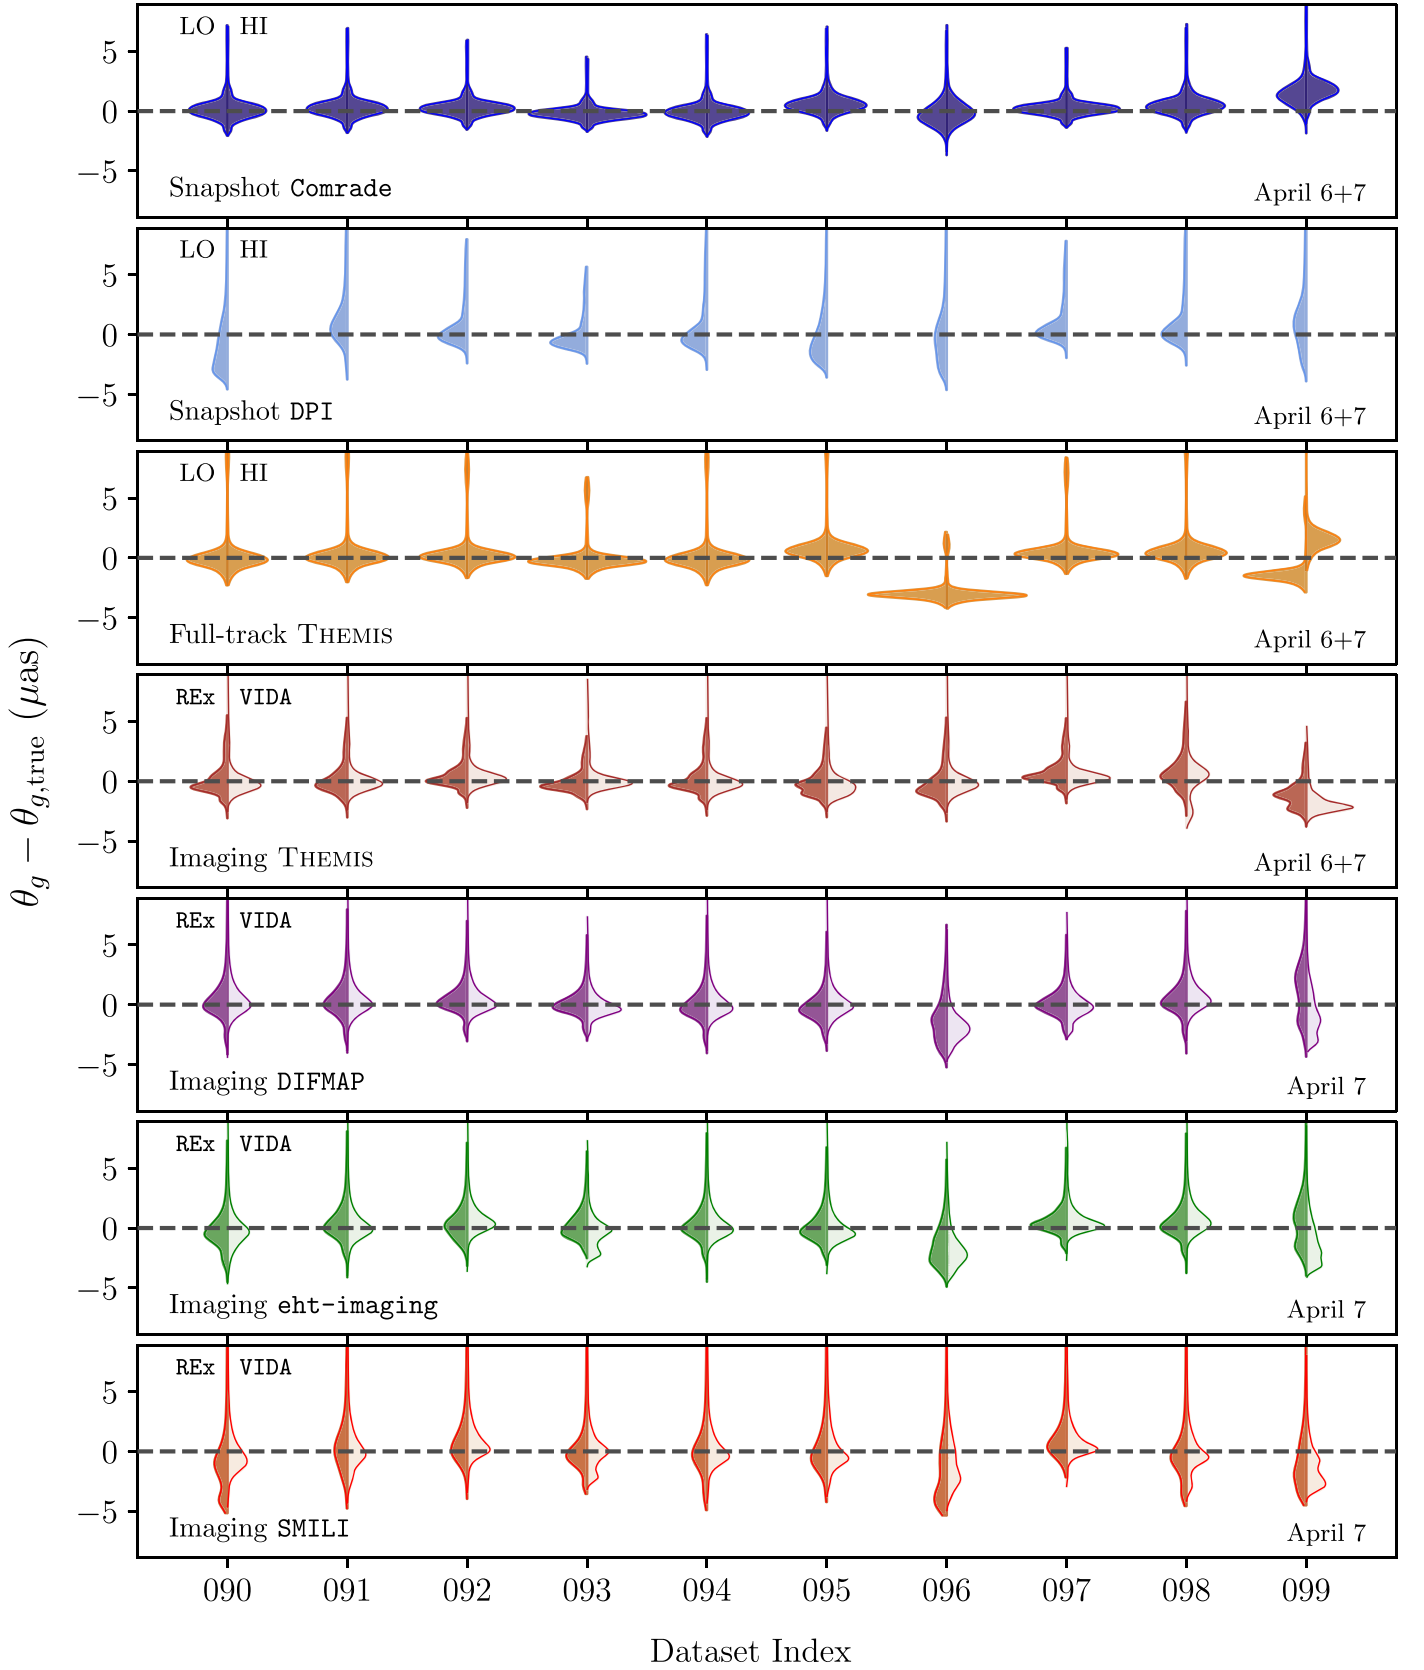 LO HI
5
0
−5
Snapshot Comrade
April 6+7
LO HI
5
0
−5
Snapshot DPI
April 6+7
LO HI
5
0
−5
Full-track THEMIS
April 6+7
θg − θg,true (μas)
REx VIDA
5
0
−5
Imaging THEMIS
April 6+7
REx VIDA
5
0
−5
Imaging DIFMAP
April 7
REx VIDA
5
0
−5
Imaging eht-imaging
April 7
REx VIDA
5
0
−5
Imaging SMILI
April 7
090 091 092 093 094 095 096 097 098 099
Dataset Index